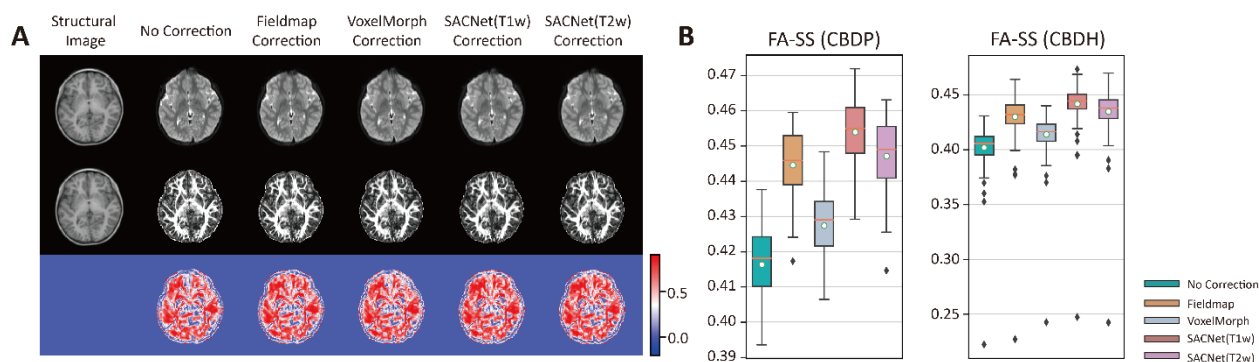 A
Structural
Image
No Correction
Fieldmap
Correction
VoxelMorph
Correction
SACNet(T1w)
Correction
SACNet(T2w)
Correction
0.5
0.0
B
FA-SS (CBDP)
0.47
0.46
0.45
0.44
0.43
0.42
0.41
0.40
0.39
FA-SS (CBDH)
0.45
0.40
0.35
0.30
0.25
No Correction
Fieldmap
VoxelMorph
SACNet(T1w)
SACNet(T2w)